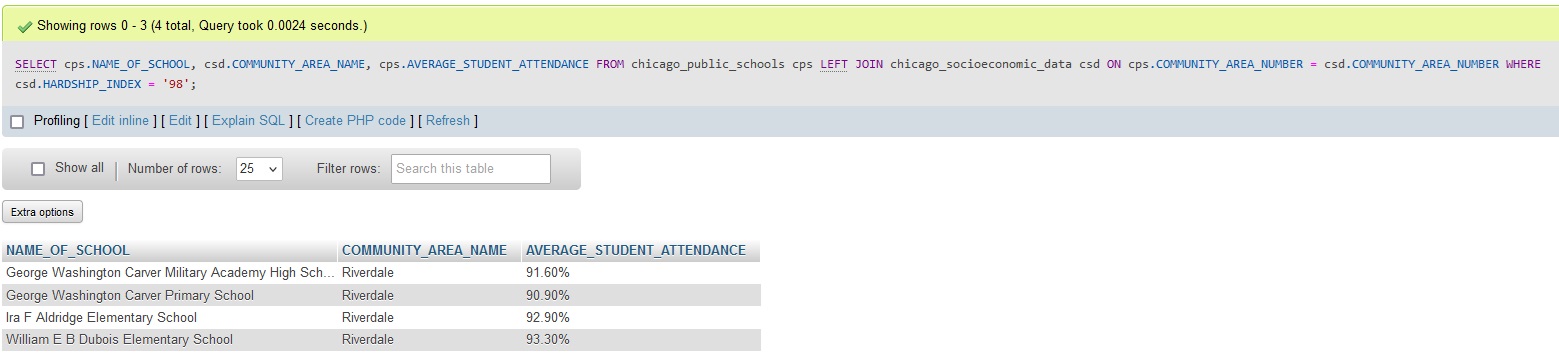 Showing rows 0 - 3 (4 total, Query took 0.0024 seconds.)
SELECT cps.NAME_OF_SCHOOL, csd.COMMUNITY_AREA_NAME, cps.AVERAGE_STUDENT_ATTENDANCE FROM chicago_public_schools cps LEFT JOIN chicago_socioeconomic_data csd ON cps.COMMUNITY_AREA_NUMBER = csd.COMMUNITY_AREA_NUMBER WHERE
csd.HARDSHIP_INDEX = '98';
Profiling [ Edit inline ] [ Edit ] [ Explain SQL ] [ Create PHP code ] [ Refresh ]
Show all | Number of rows: 25 Filter rows: Search this table
Extra options
NAME_OF_SCHOOL COMMUNITY_AREA_NAME AVERAGE_STUDENT_ATTENDANCE
George Washington Carver Military Academy High Sch... Riverdale 91.60%
George Washington Carver Primary School Riverdale 90.90%
Ira F Aldridge Elementary School Riverdale 92.90%
William E B Dubois Elementary School Riverdale 93.30%